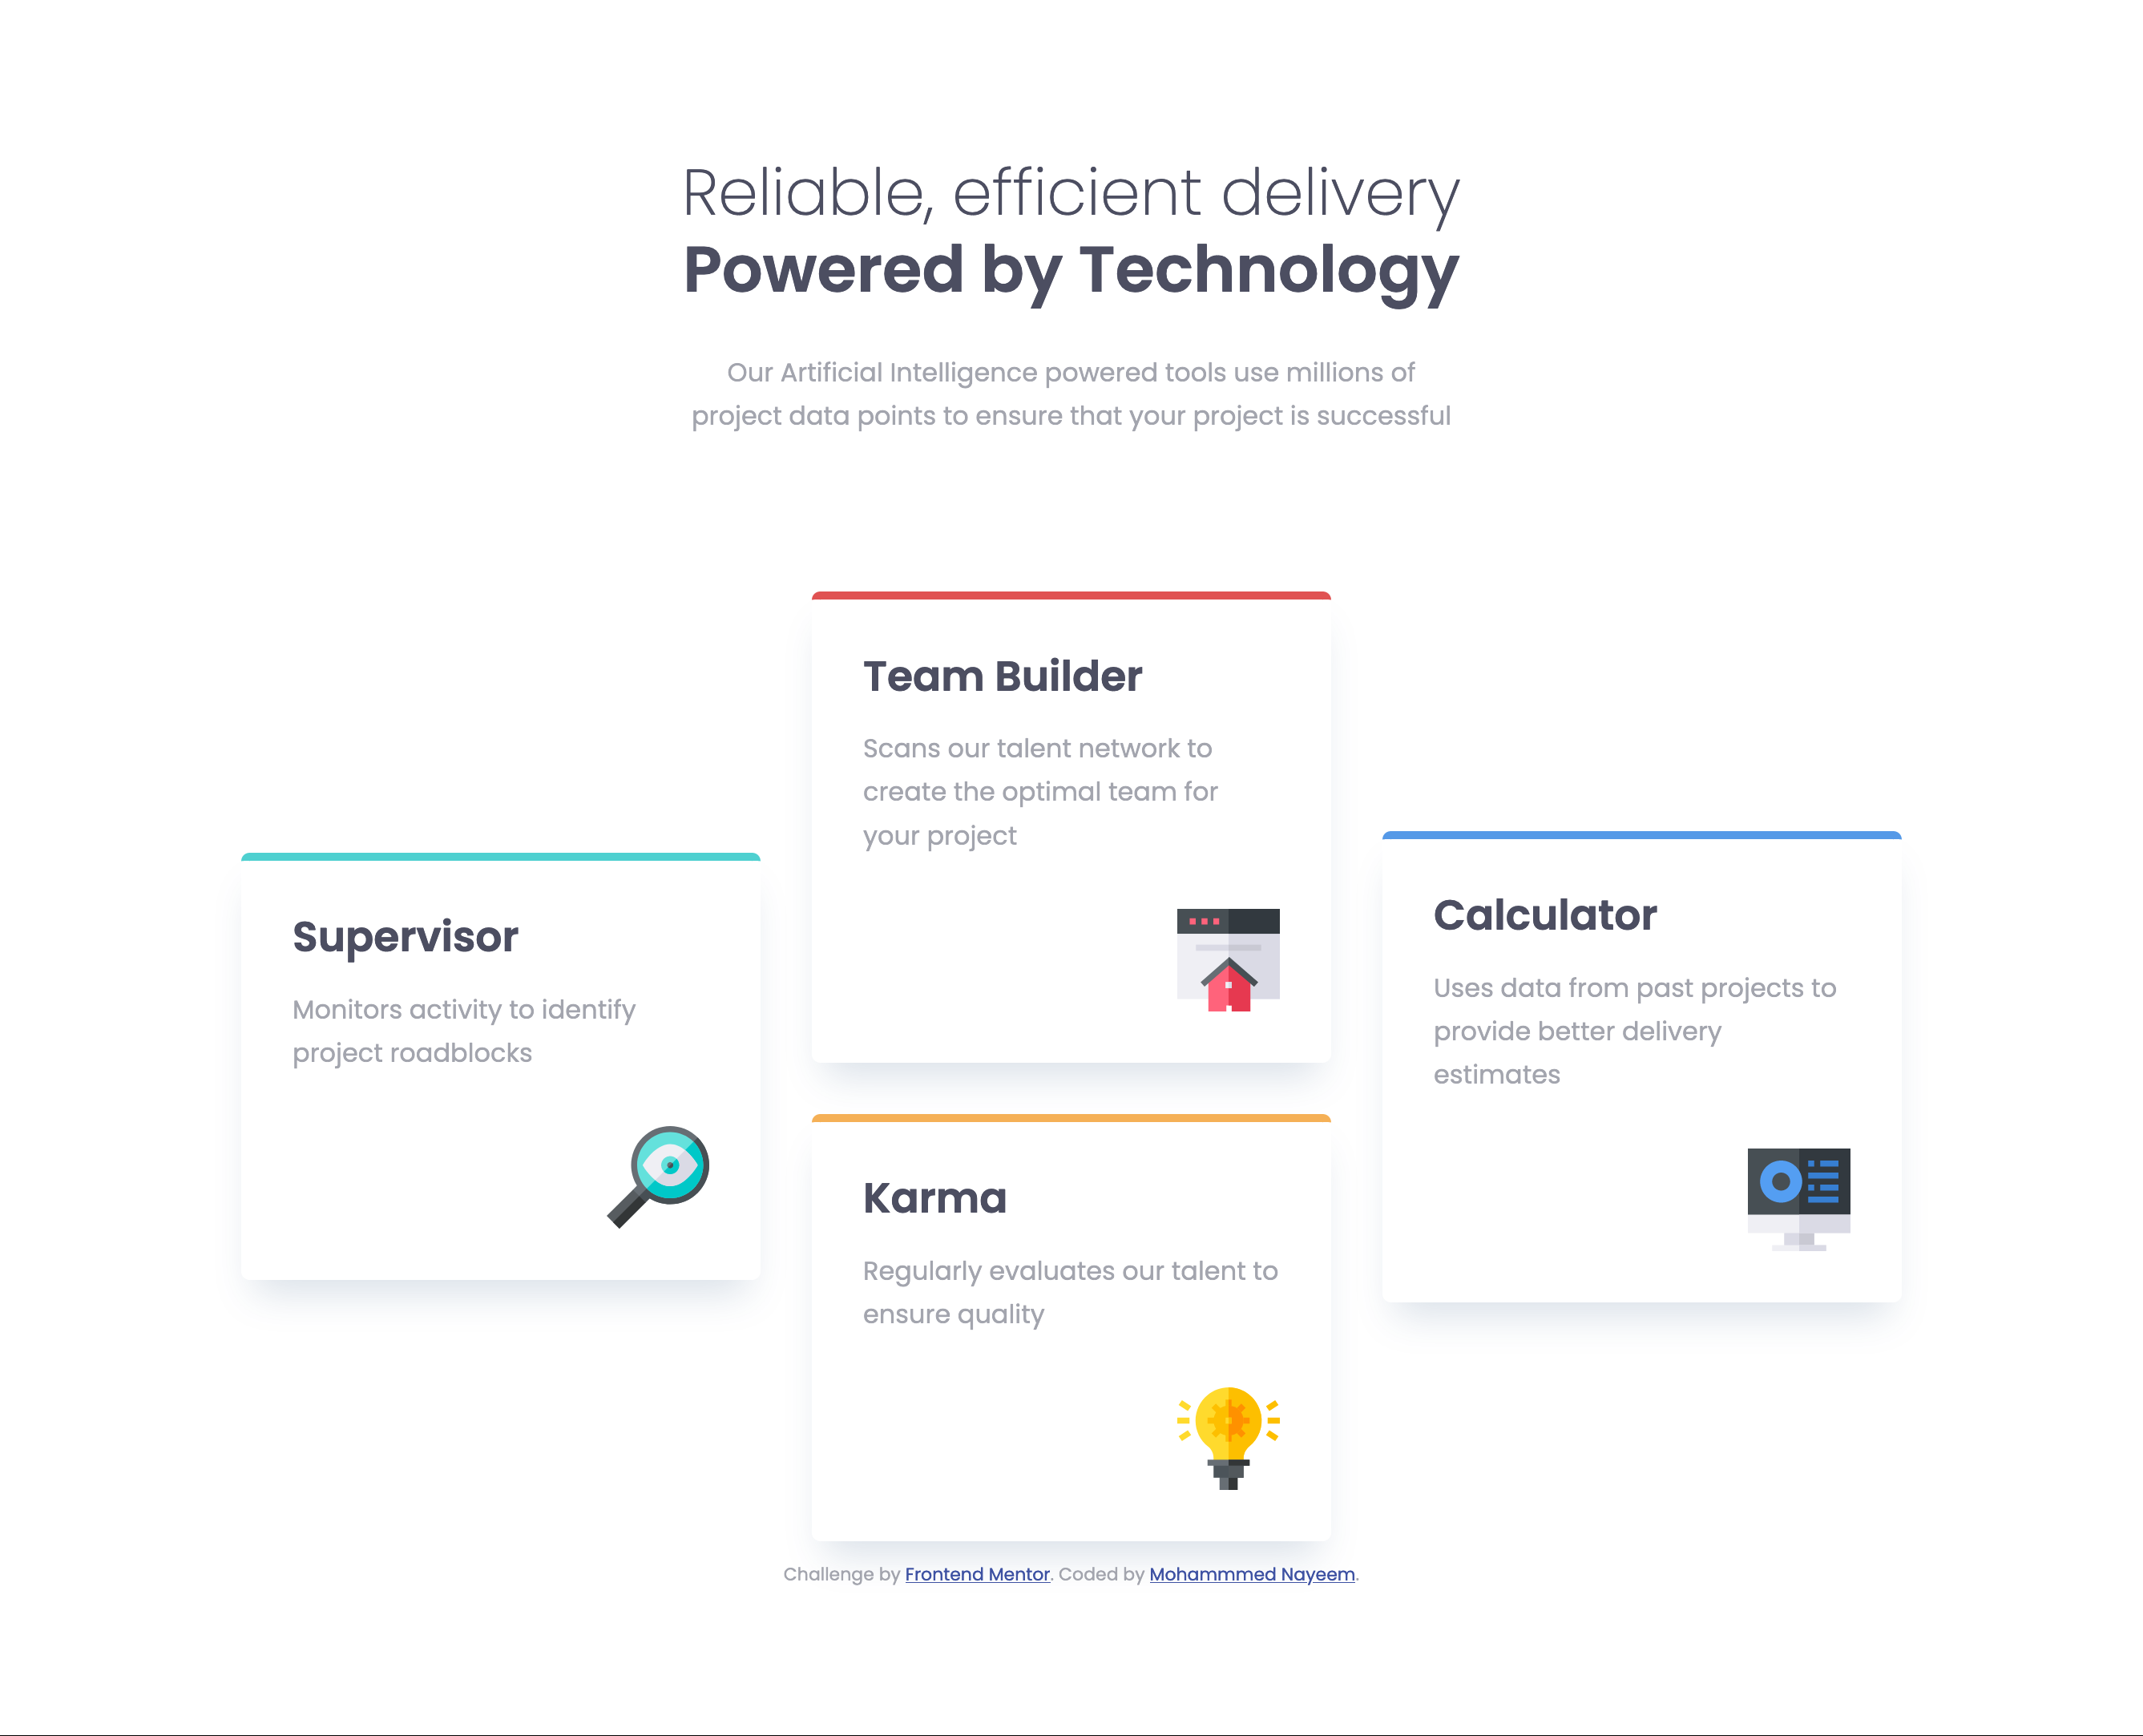 Reliable, efficient delivery
Powered by Technology
Our Artificial Intelligence powered tools use millions of
project data points to ensure that your project is successful
Supervisor
Monitors activity to identify
project roadblocks
Team Builder
Scans our talent network to
create the optimal team for
your project
Karma
Regularly evaluates our talent to
ensure quality
Calculator
Uses data from past projects to
provide better delivery
estimates
Challenge by Frontend Mentor. Coded by Mohammmed Nayeem.